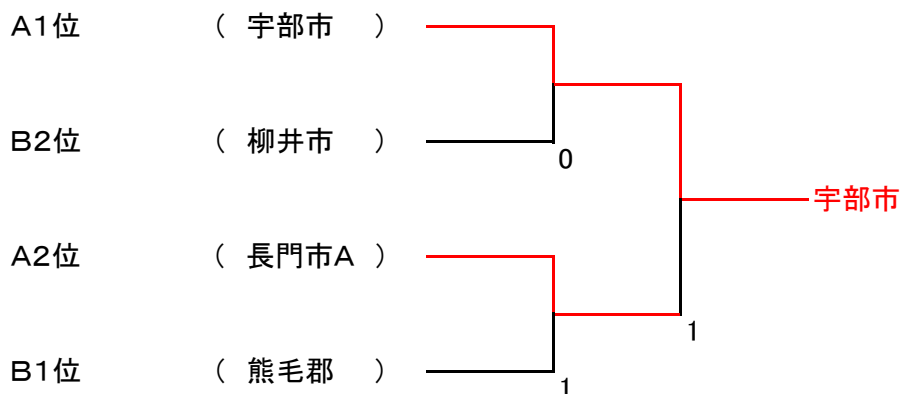 A1位 ( 宇部市 )
B2位 ( 柳井市 )
0
宇部市
A2位 ( 長門市A )
1
B1位 ( 熊毛郡 )
1